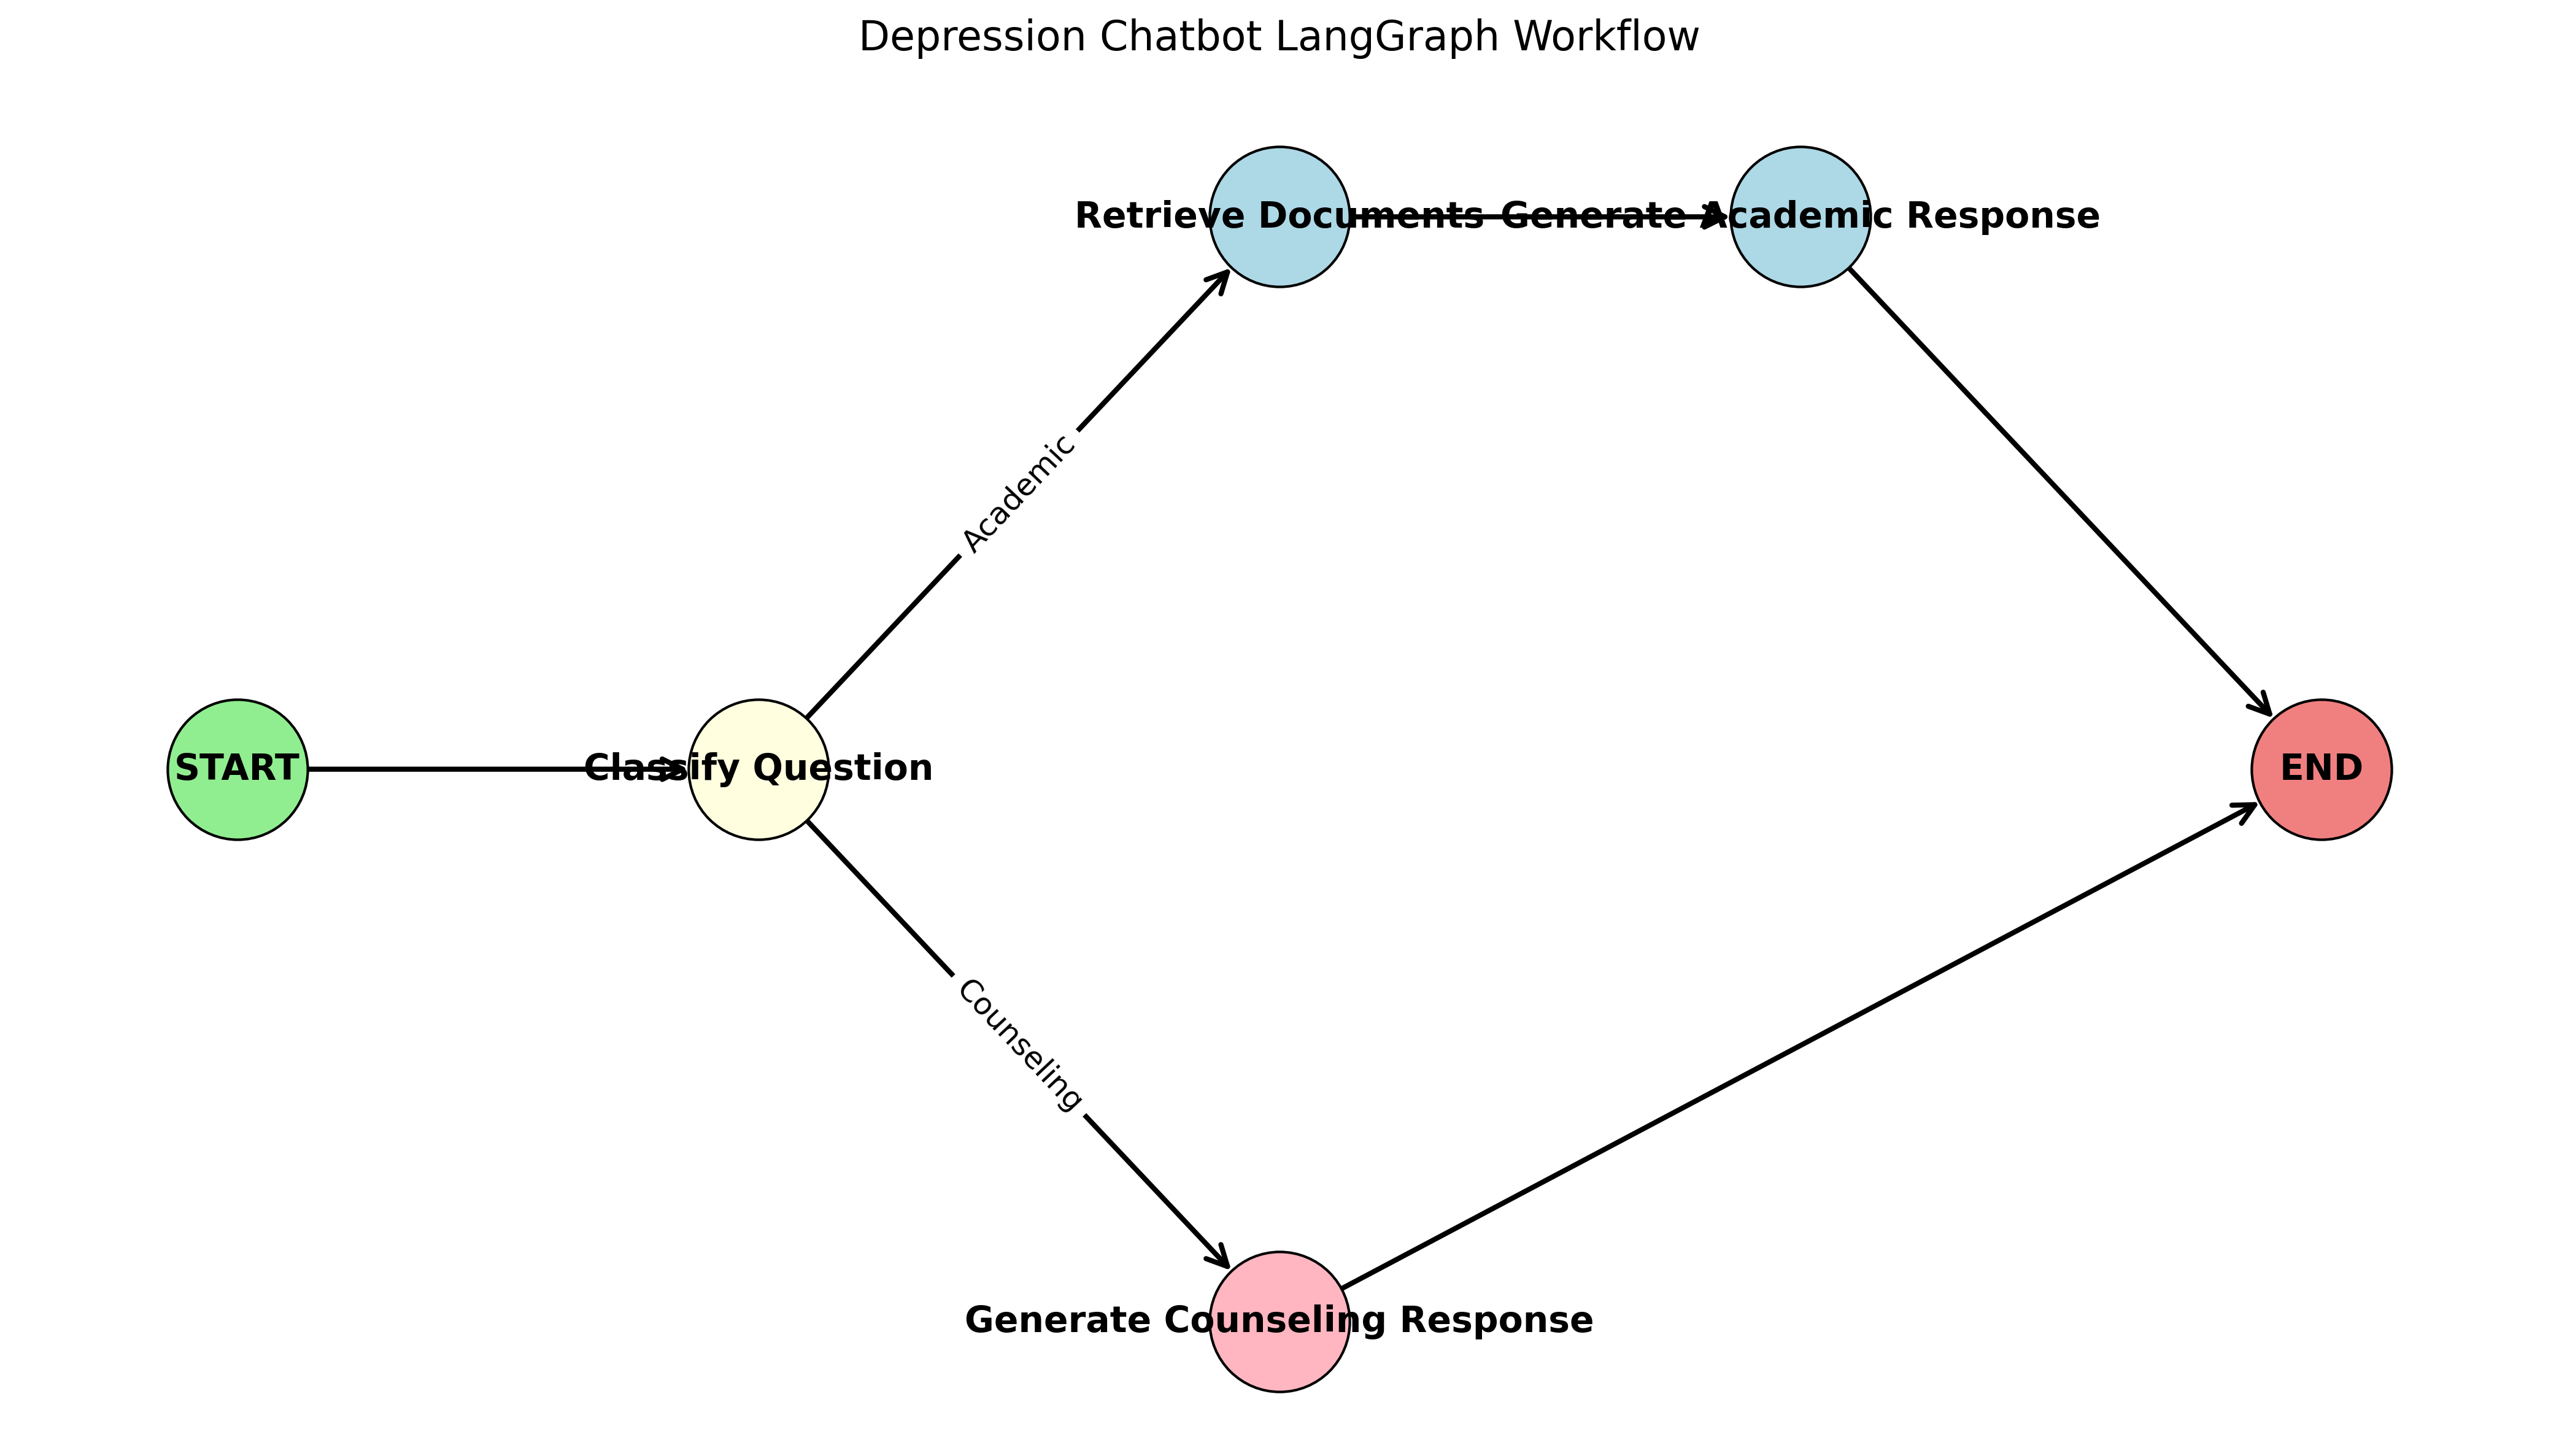 Depression Chatbot LangGraph Workflow
Retrieve Documents
Generate Academic Response
Academic
START
Classify Question
END
Counseling
Generate Counseling Response